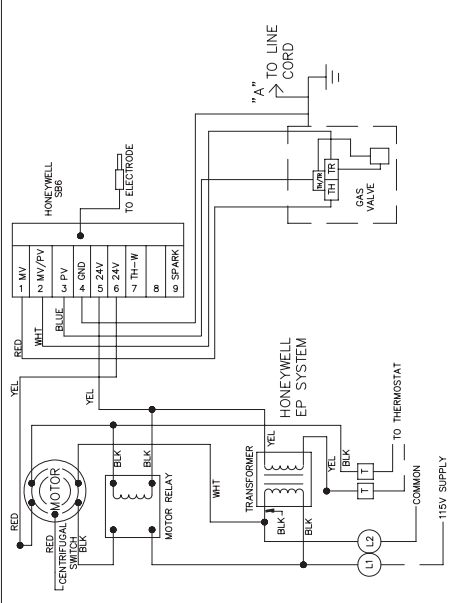 "A"
TO LINE
CORD
HONEYWELL
SB6
TO ELECTRODE
MV
1
MV/PV
2
PV
3
GND
4
24V
5
24V
6
TH-W
7
8
SPARK
9
TH/TR
TH
TR
GAS
VALVE
RED
WHT
BLUE
YEL
YEL
HONEYWELL
EP SYSTEM
MOTOR
RED
RED
CENTRIFUGAL
SWITCH
BLK
BLK
BLK
MOTOR RELAY
WHT
TRANSFORMER
YEL
YEL
BLK
BLK
BLK
T
T
TO THERMOSTAT
L2
L1
COMMON
115V SUPPLY